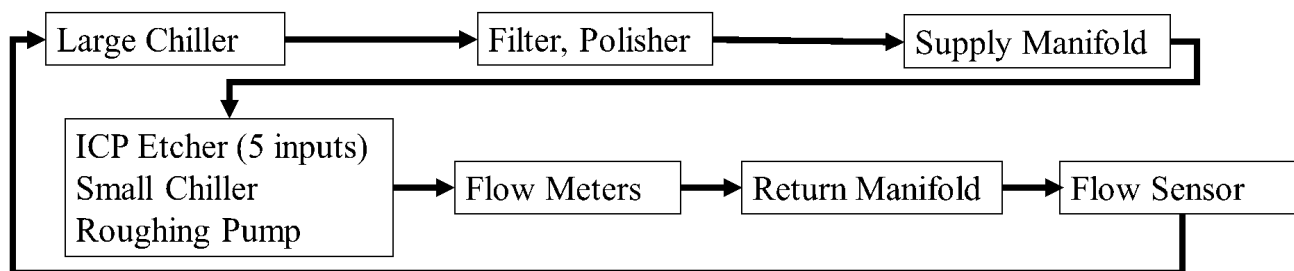 Large Chiller
Filter, Polisher
Supply Manifold
ICP Etcher (5 inputs)
Small Chiller
Roughing Pump
Flow Meters
Return Manifold
Flow Sensor